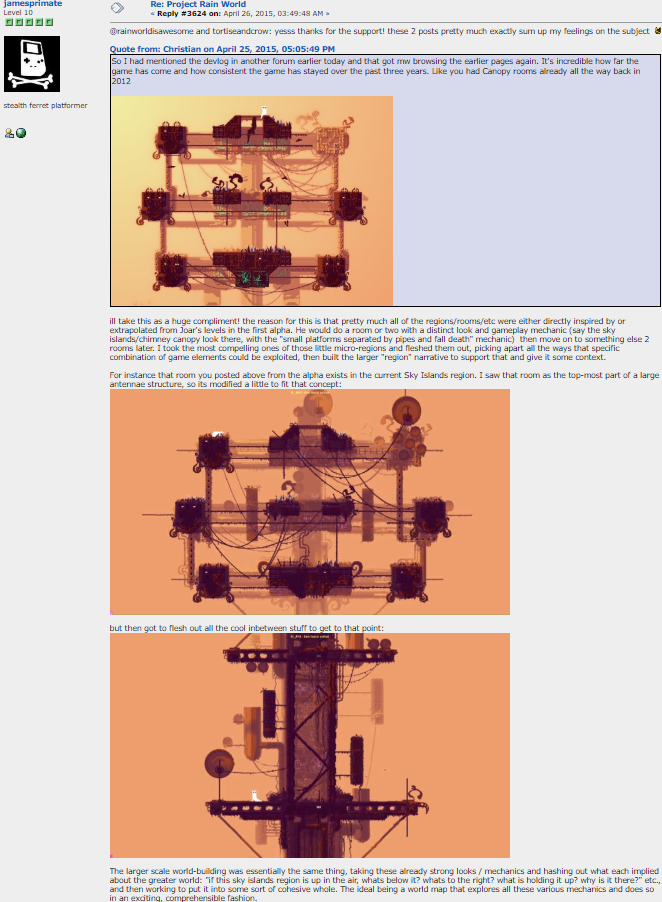 jamesprimate
Level 10
stealth ferret platformer
Re: Project Rain World
« Reply #3624 on: April 26, 2015, 03:49:48 AM »
@rainworldisawesome and tortiseandcrow: yesss thanks for the support! these 2 posts pretty much exactly sum up my feelings on the subject
Quote from: Christian on April 25, 2015, 05:05:49 PM
So I had mentioned the devlog in another forum earlier today and that got mw browsing the earlier pages again. It's incredible how far the
game has come and how consistent the game has stayed over the past three years. Like you had Canopy rooms already all the way back in
2012
ill take this as a huge compliment! the reason for this is that pretty much all of the regions/rooms/etc were either directly inspired by or
extrapolated from Joar's levels in the first alpha. He would do a room or two with a distinct look and gameplay mechanic (say the sky
islands/chimney canopy look there, with the "small platforms separated by pipes and fall death" mechanic) then move on to something else 2
rooms later. I took the most compelling ones of those little micro-regions and fleshed them out, picking apart all the ways that specific
combination of game elements could be exploited, then built the larger "region" narrative to support that and give it some context.
For instance that room you posted above from the alpha exists in the current Sky Islands region. I saw that room as the top-most part of a large
antennae structure, so its modified a little to fit that concept:
but then got to flesh out all the cool inbetween stuff to get to that point:
The larger scale world-building was essentially the same thing, taking these already strong looks / mechanics and hashing out what each implied
about the greater world: "if this sky islands region is up in the air, whats below it? whats to the right? what is holding it up? why is it there?" etc.,
and then working to put it into some sort of cohesive whole. The ideal being a world map that explores all these various mechanics and does so
in an exciting, comprehensible fashion.